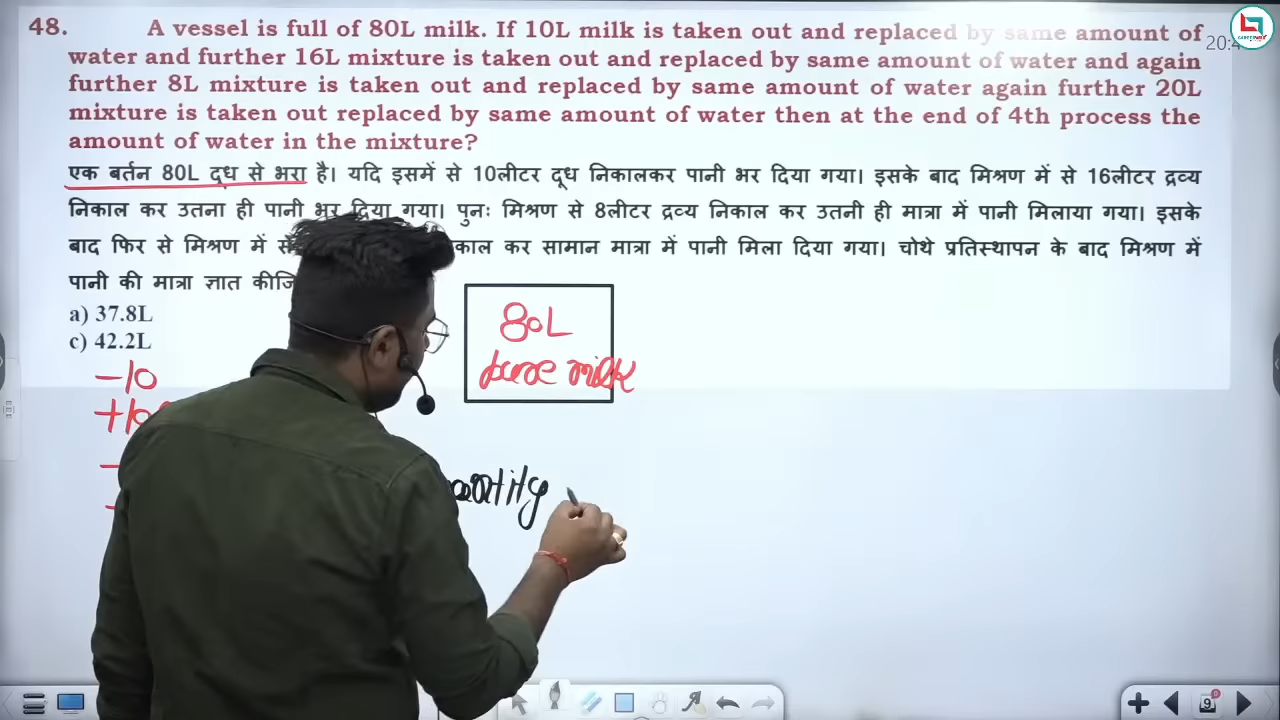 48. A vessel is full of 80L milk. If 10L milk is taken out and replaced by same amount of
20:4
water and further 16L mixture is taken out and replaced by same amount of water and again
further 8L mixture is taken out and replaced by same amount of water again further 20L
mixture is taken out replaced by same amount of water then at the end of 4th process the
amount of water in the mixture?
एक बर्तन 80L दूध से भरा है। यदि इसमें से 10लीटर दूध निकालकर पानी भर दिया गया। इसके बाद मिश्रण में से 16लीटर द्रव्य
निकाल कर उतना ही पानी भर दिया गया। पुनः मिश्रण से 8लीटर द्रव्य निकाल कर उतनी ही मात्रा में पानी मिलाया गया। इसके
बाद फिर से मिश्रण में काल कर सामान मात्रा में पानी मिला दिया गया। चोथे प्रतिस्थापन के बाद मिश्रण में
पानी की मात्रा ज्ञात
a) 37.8L
c) 42.2L
80L
pure milk
-10
+10
9